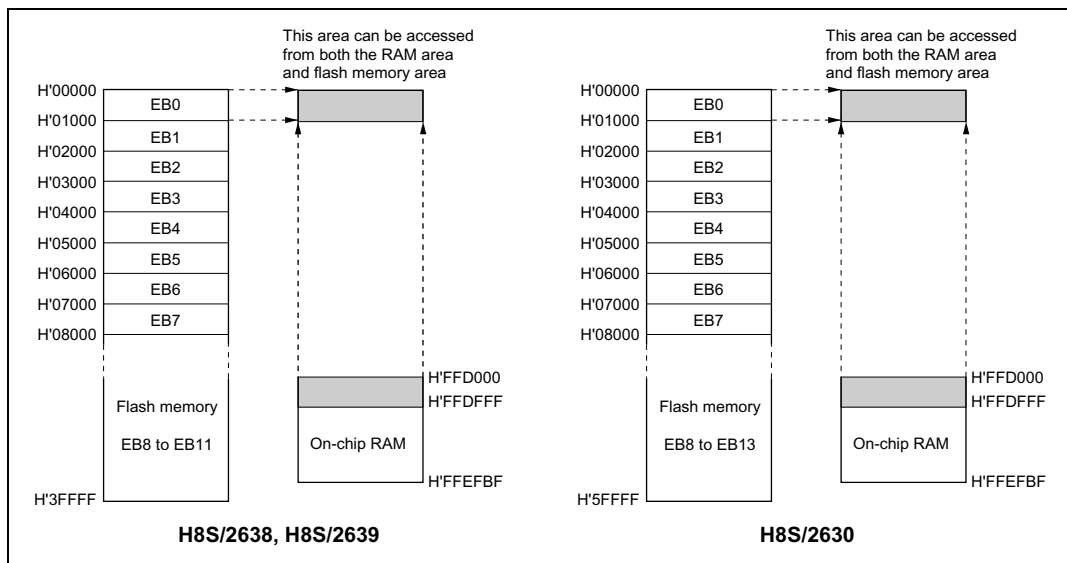 This area can be accessed
from both the RAM area
and flash memory area
H'00000
EB0
H'01000
EB1
H'02000
EB2
H'03000
EB3
H'04000
EB4
H'05000
EB5
H'06000
EB6
H'07000
EB7
H'08000
H'FFD000
Flash memory
H'FFDFFF
EB8 to EB11
On-chip RAM
H'FFEFBF
H'3FFFF
H8S/2638, H8S/2639
This area can be accessed
from both the RAM area
and flash memory area
H'00000
EB0
H'01000
EB1
H'02000
EB2
H'03000
EB3
H'04000
EB4
H'05000
EB5
H'06000
EB6
H'07000
EB7
H'08000
H'FFD000
Flash memory
H'FFDFFF
EB8 to EB13
On-chip RAM
H'FFEFBF
H'5FFFF
H8S/2630